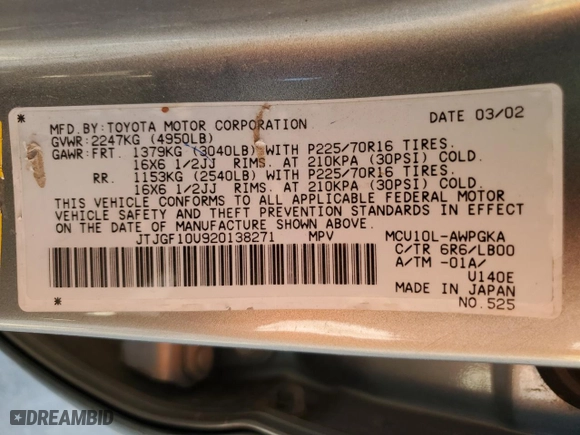 MFD.BY:TOYOTA MOTOR CORPORATION DATE 03/02
GVWR:2247KG (4950LB)
GAWR:FRT. 1379KG (3040LB) WITH P225/70R16 TIRES.
16X6 1/2JJ RIMS. AT 210KPA (30PSI) COLD.
RR. 1153KG (2540LB) WITH P225/70R16 TIRES.
16X6 1/2JJ RIMS. AT 210KPA (30PSI) COLD.
THIS VEHICLE CONFORMS TO ALL APPLICABLE FEDERAL MOTOR
VEHICLE SAFETY AND THEFT PREVENTION STANDARDS IN EFFECT
ON THE DATE OF MANUFACTURE SHOWN ABOVE.
JTJGF10U920138271 MPV MCU10L-AWPGKA
C/TR 6R6/LB00
A/TM -01A/
U140E
MADE IN JAPAN
NO.525
DREAMBID